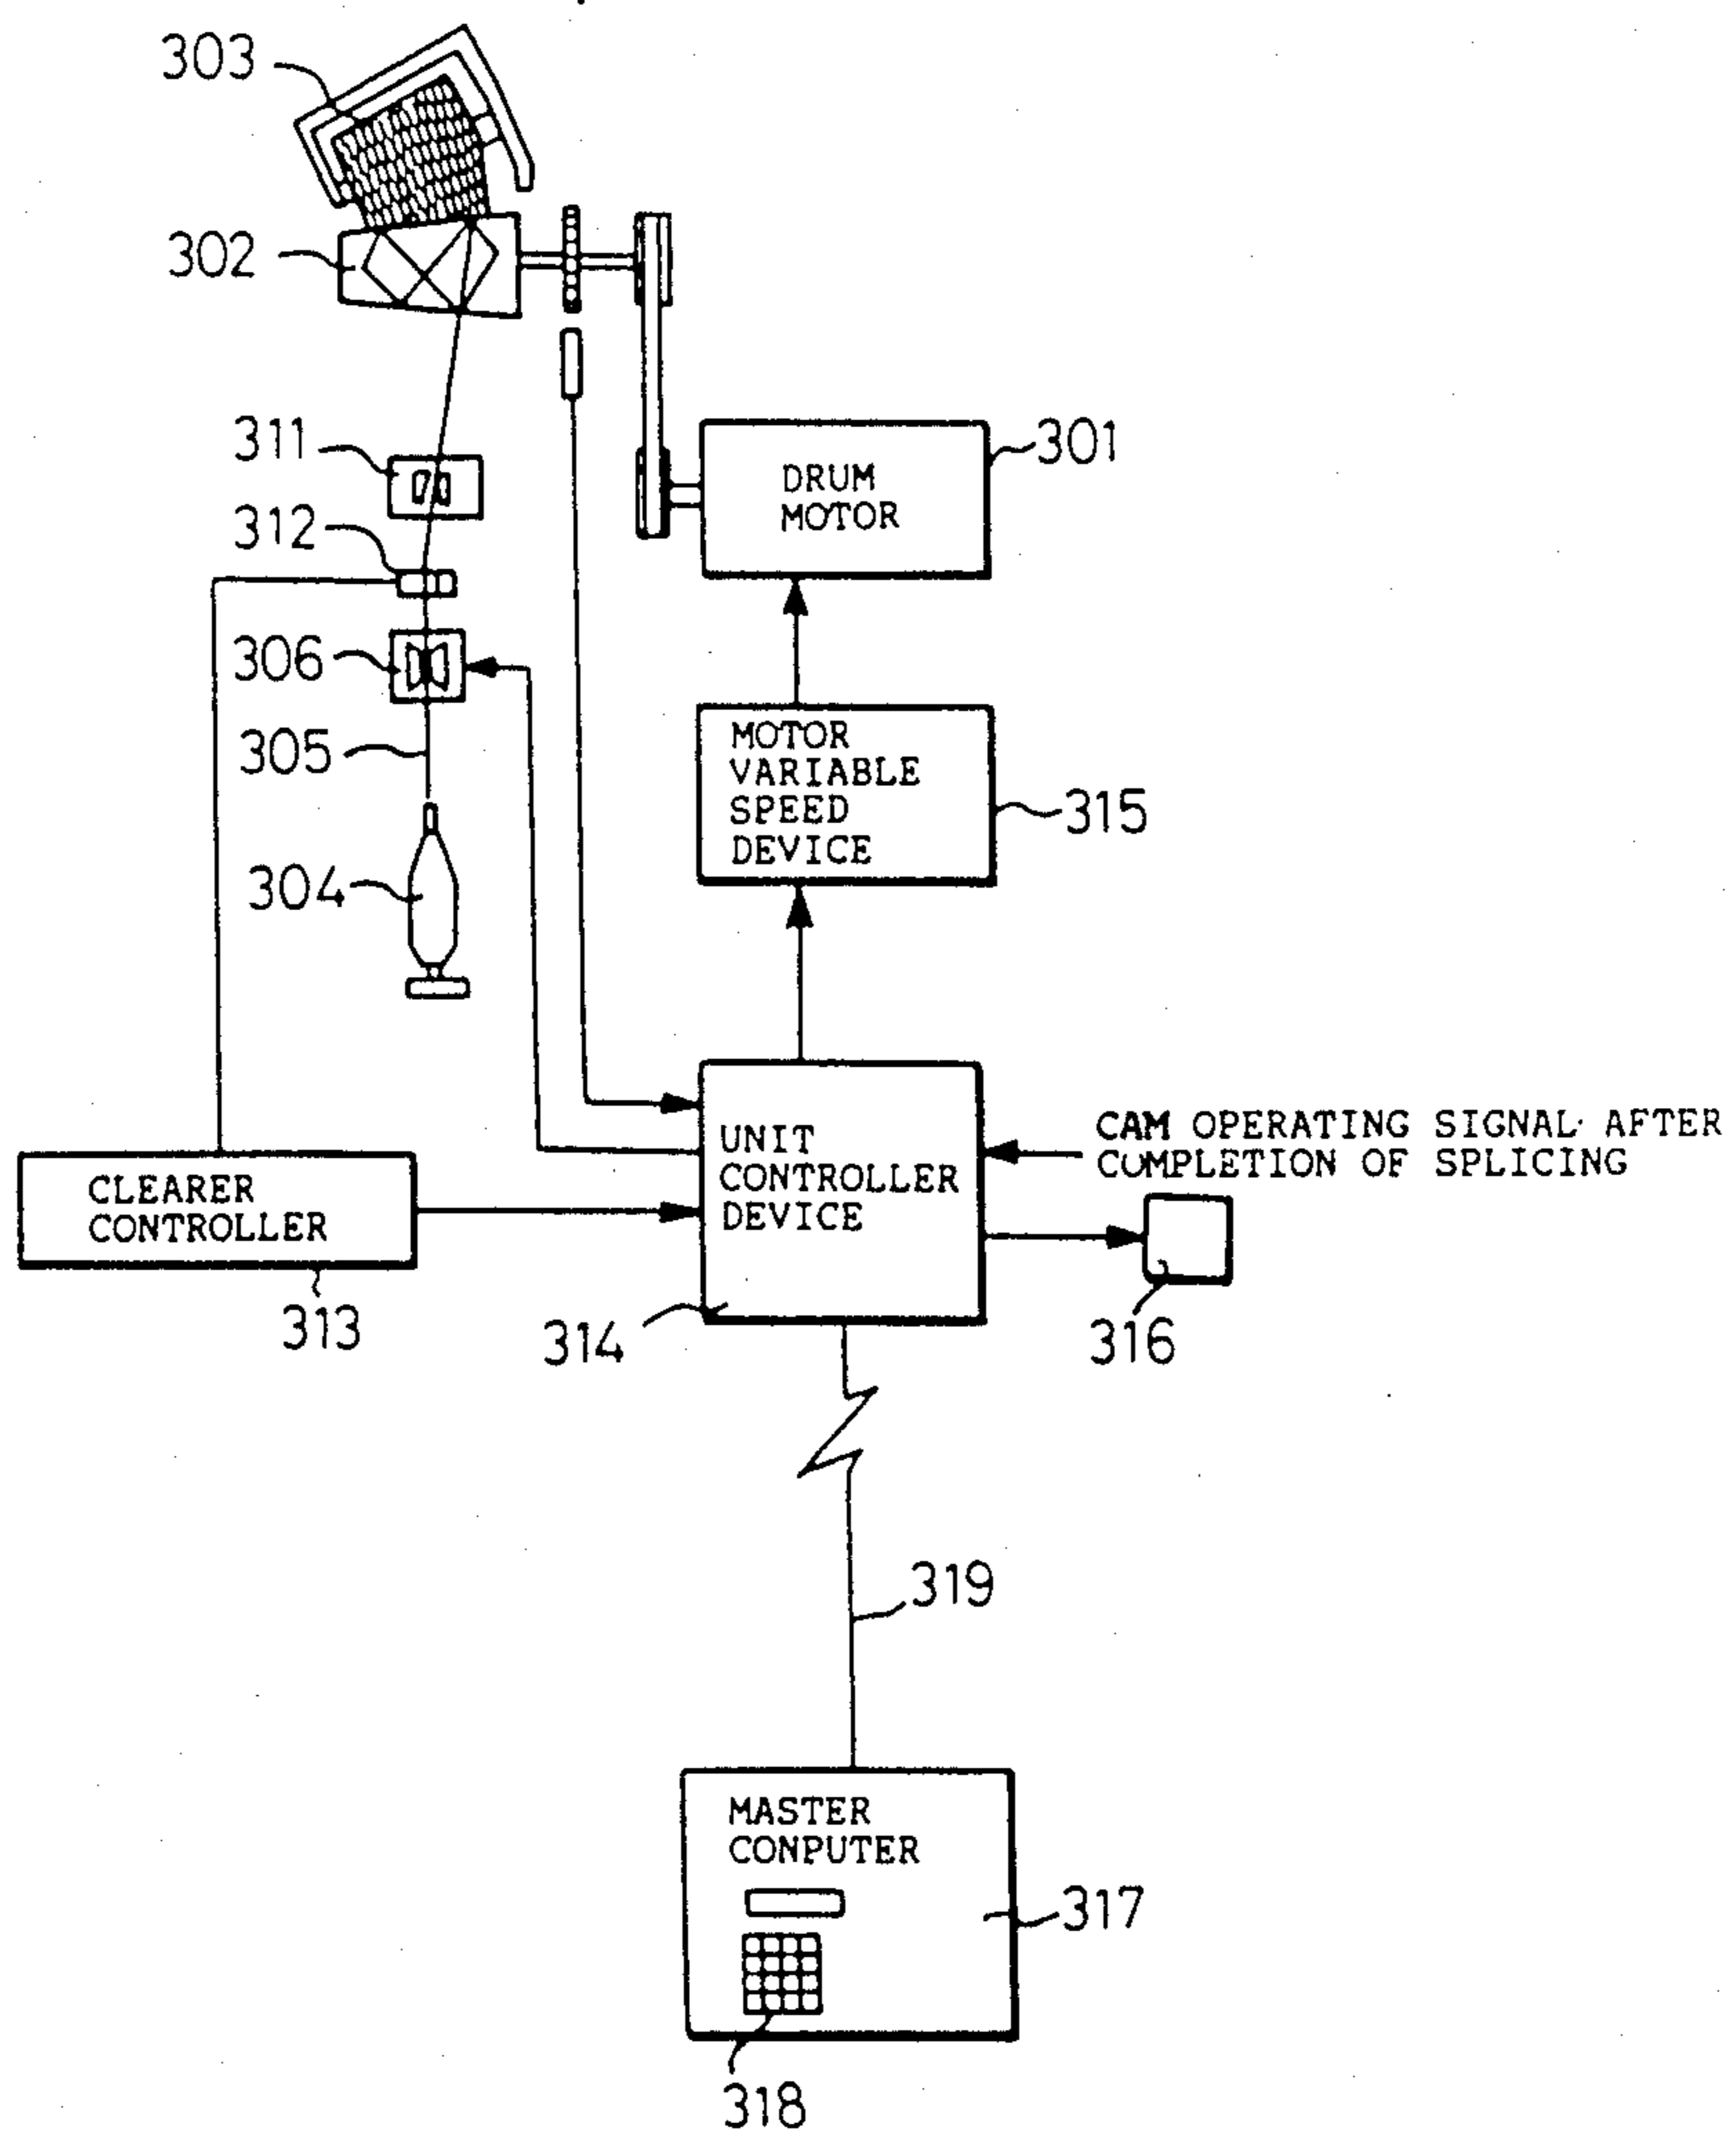 303
302
311
312
306
305
304
301
DRUM
MOTOR
MOTOR
VARIABLE
SPEED
DEVICE
315
CAM OPERATING SIGNAL AFTER
COMPLETION OF SPLICING
UNIT
CONTROLLER
DEVICE
CLEARER
CONTROLLER
313
314
316
319
MASTER
CONPUTER
317
318